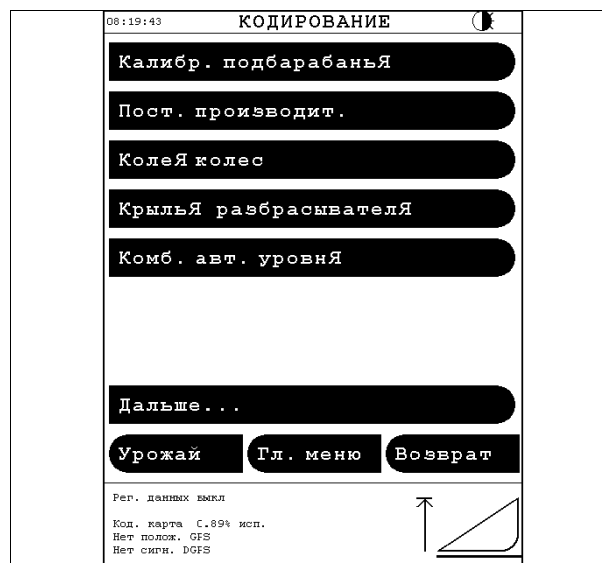 08:19:43 КОДИРОВАНИЕ
Калибр. подбарабаньЯ
Пост. производит.
КолеЯ колес
КрыльЯ разбрасывателЯ
Комб. авт. уровнЯ
Дальше...
Урожай Гл. меню Возврат
Рег. данных выкл
Код. карта С.89% исп.
Нет полож. GPS
Нет сигн. DGPS